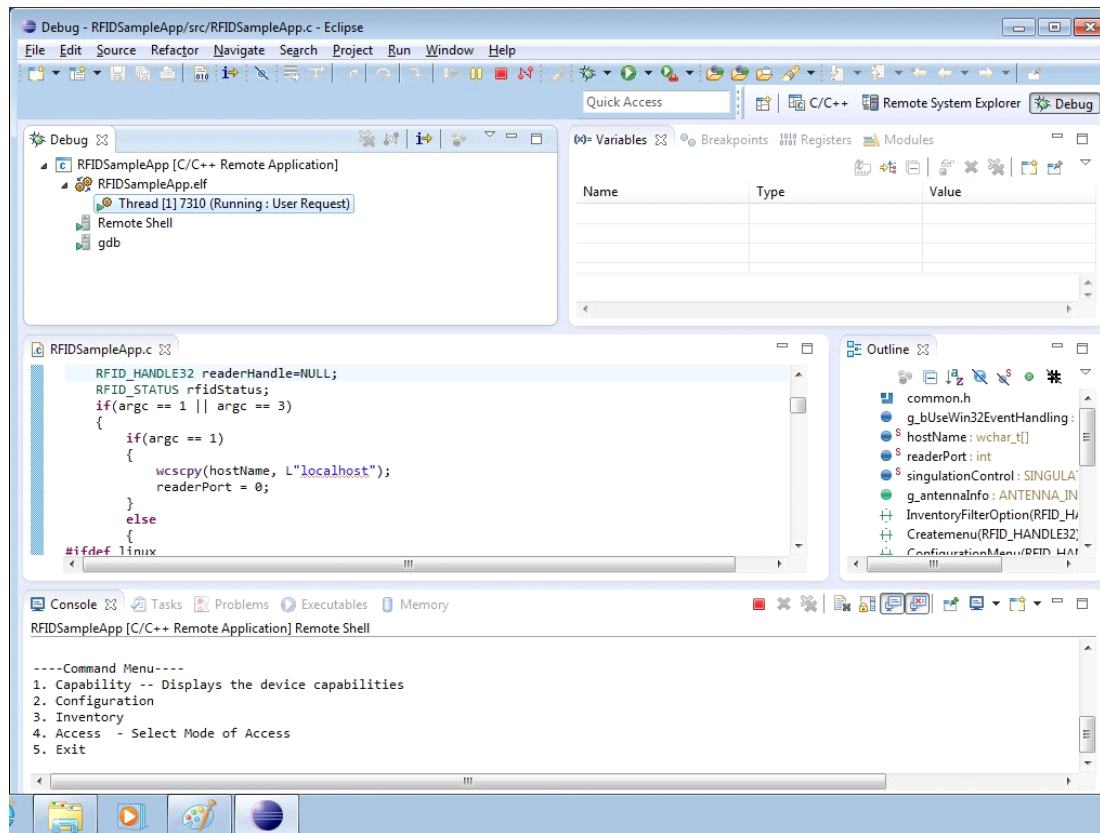 Debug - RFIDSampleApp/src/RFIDSampleApp.c - Eclipse
File Edit Source Refactor Navigate Search Project Run Window Help
Quick Access
C/C++ Remote System Explorer Debug
Debug
RFIDSampleApp [C/C++ Remote Application]
RFIDSampleApp.elf
Thread [1] 7310 (Running : User Request)
Remote Shell
gdb
(x)= Variables Breakpoints 1010 Registers Modules
Name Type Value
RFIDSampleApp.c
RFID_HANDLE32 readerHandle=NULL;
RFID_STATUS rfidStatus;
if(argc == 1 || argc == 3)
{
if(argc == 1)
{
wcscpy(hostName, L"localhost");
readerPort = 0;
}
else
{
#ifdef linux
Outline
common.h
g_bUseWin32EventHandling :
hostName : wchar_t[]
readerPort : int
singulationControl : SINGULA
g_antennaInfo : ANTENNA_IN
InventoryFilterOption(RFID_HA
Createmenu(RFID_HANDLE32)
ConfigurationMenu(RFID_HAN
Console Tasks Problems Executables Memory
RFIDSampleApp [C/C++ Remote Application] Remote Shell
----Command Menu----
1. Capability -- Displays the device capabilities
2. Configuration
3. Inventory
4. Access  - Select Mode of Access
5. Exit